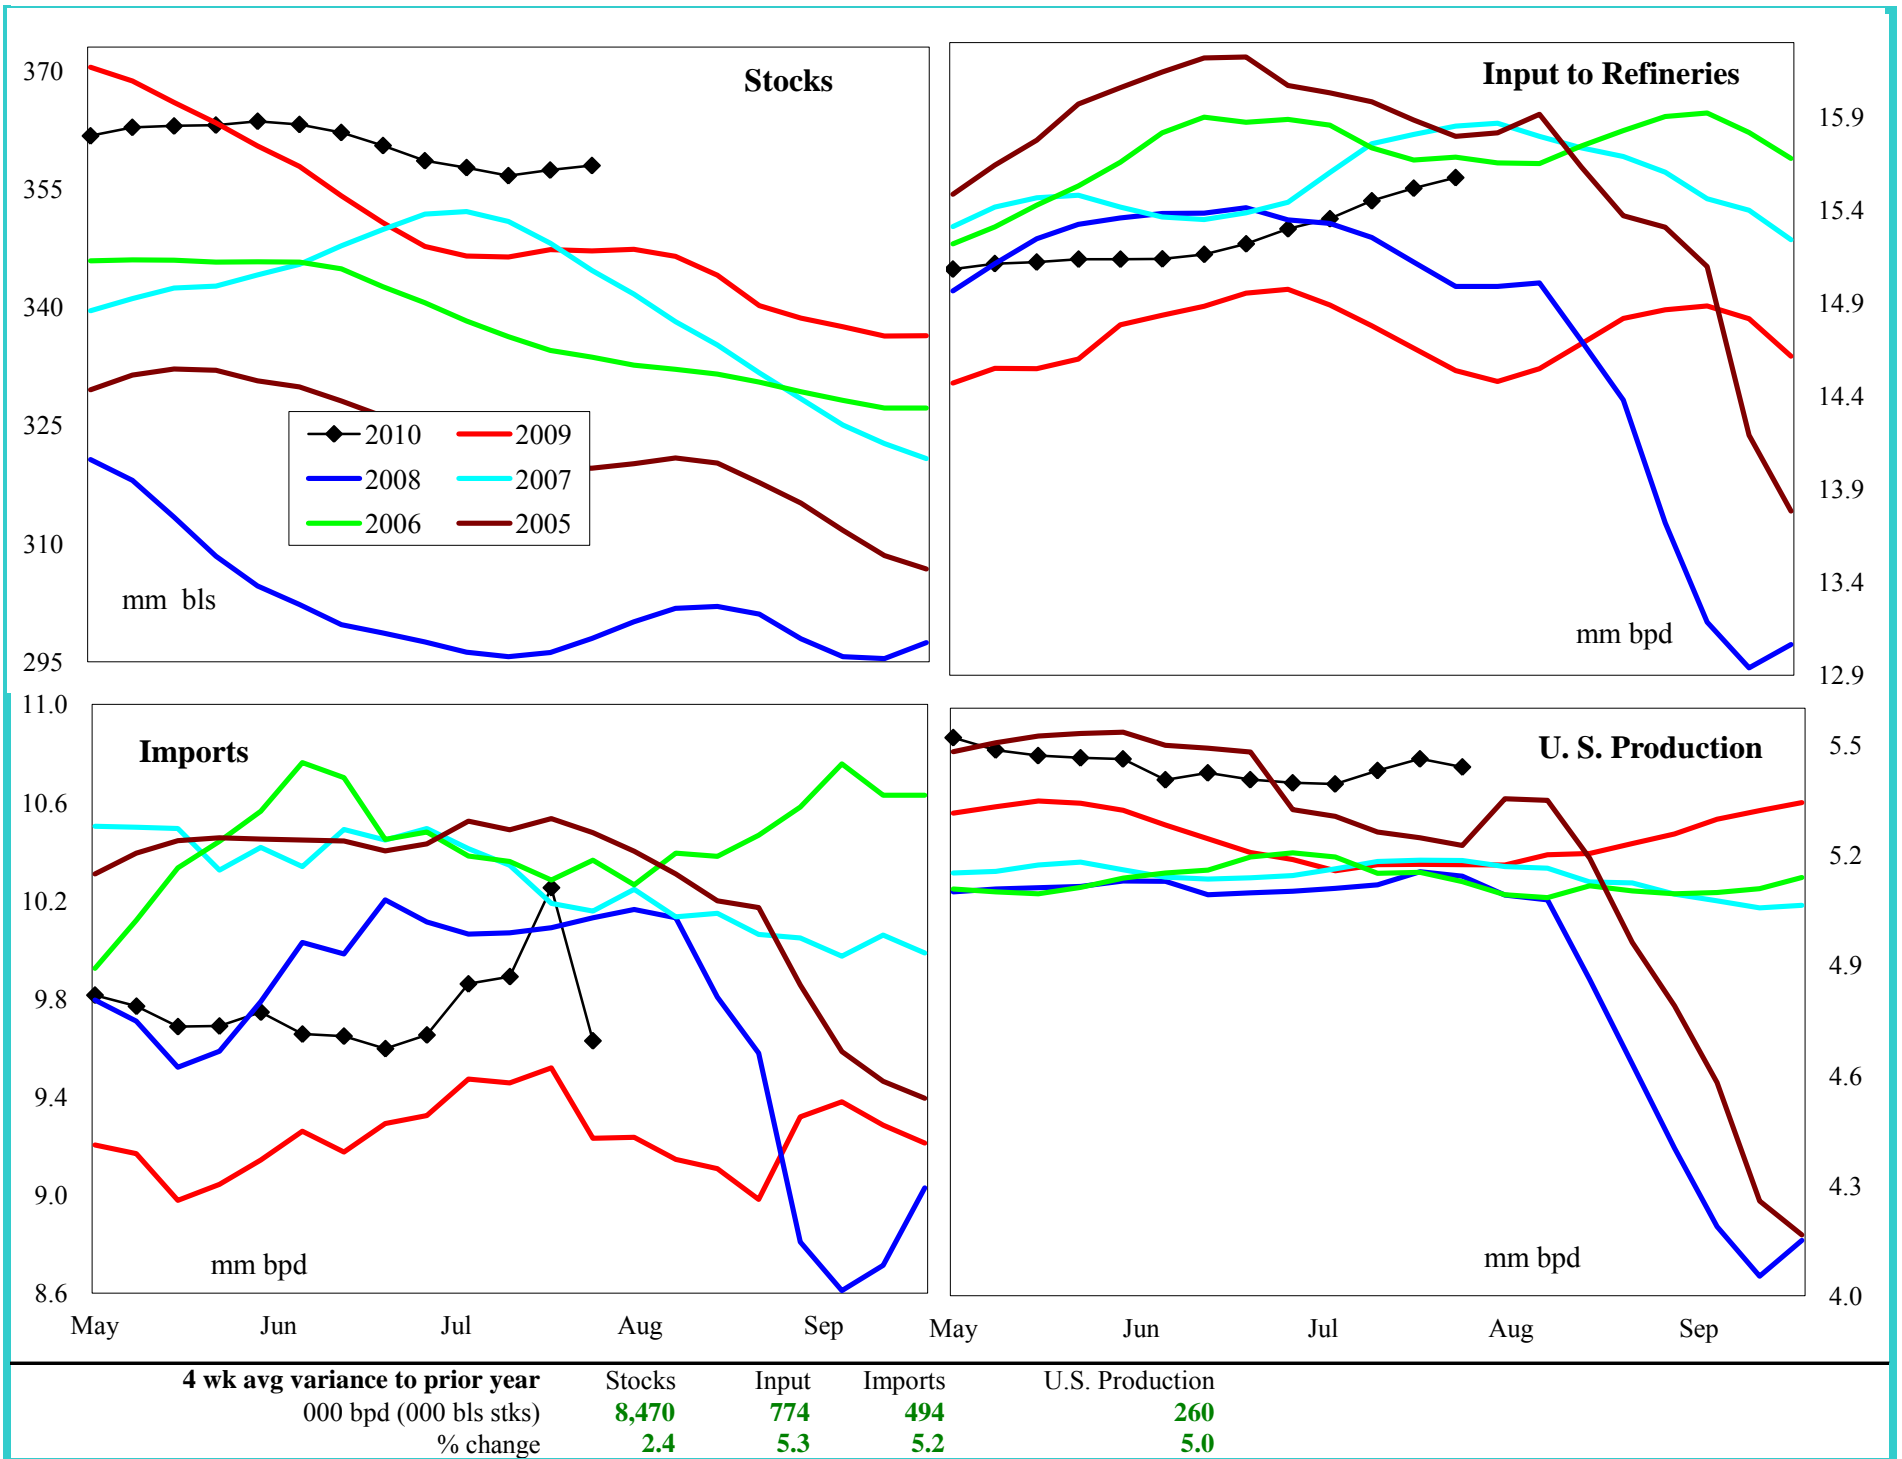 Stocks
370
355
340
325
310
295
mm bls
2010 2009
2008 2007
2006 2005
Input to Refineries
15.9
15.4
14.9
14.4
13.9
13.4
12.9
mm bpd
Imports
11.0
10.6
10.2
9.8
9.4
9.0
8.6
mm bpd
May Jun Jul Aug Sep
U. S. Production
5.5
5.2
4.9
4.6
4.3
4.0
mm bpd
May Jun Jul Aug Sep
4 wk avg variance to prior year Stocks Input Imports U.S. Production
000 bpd (000 bls stks) 8,470 774 494 260
% change 2.4 5.3 5.2 5.0